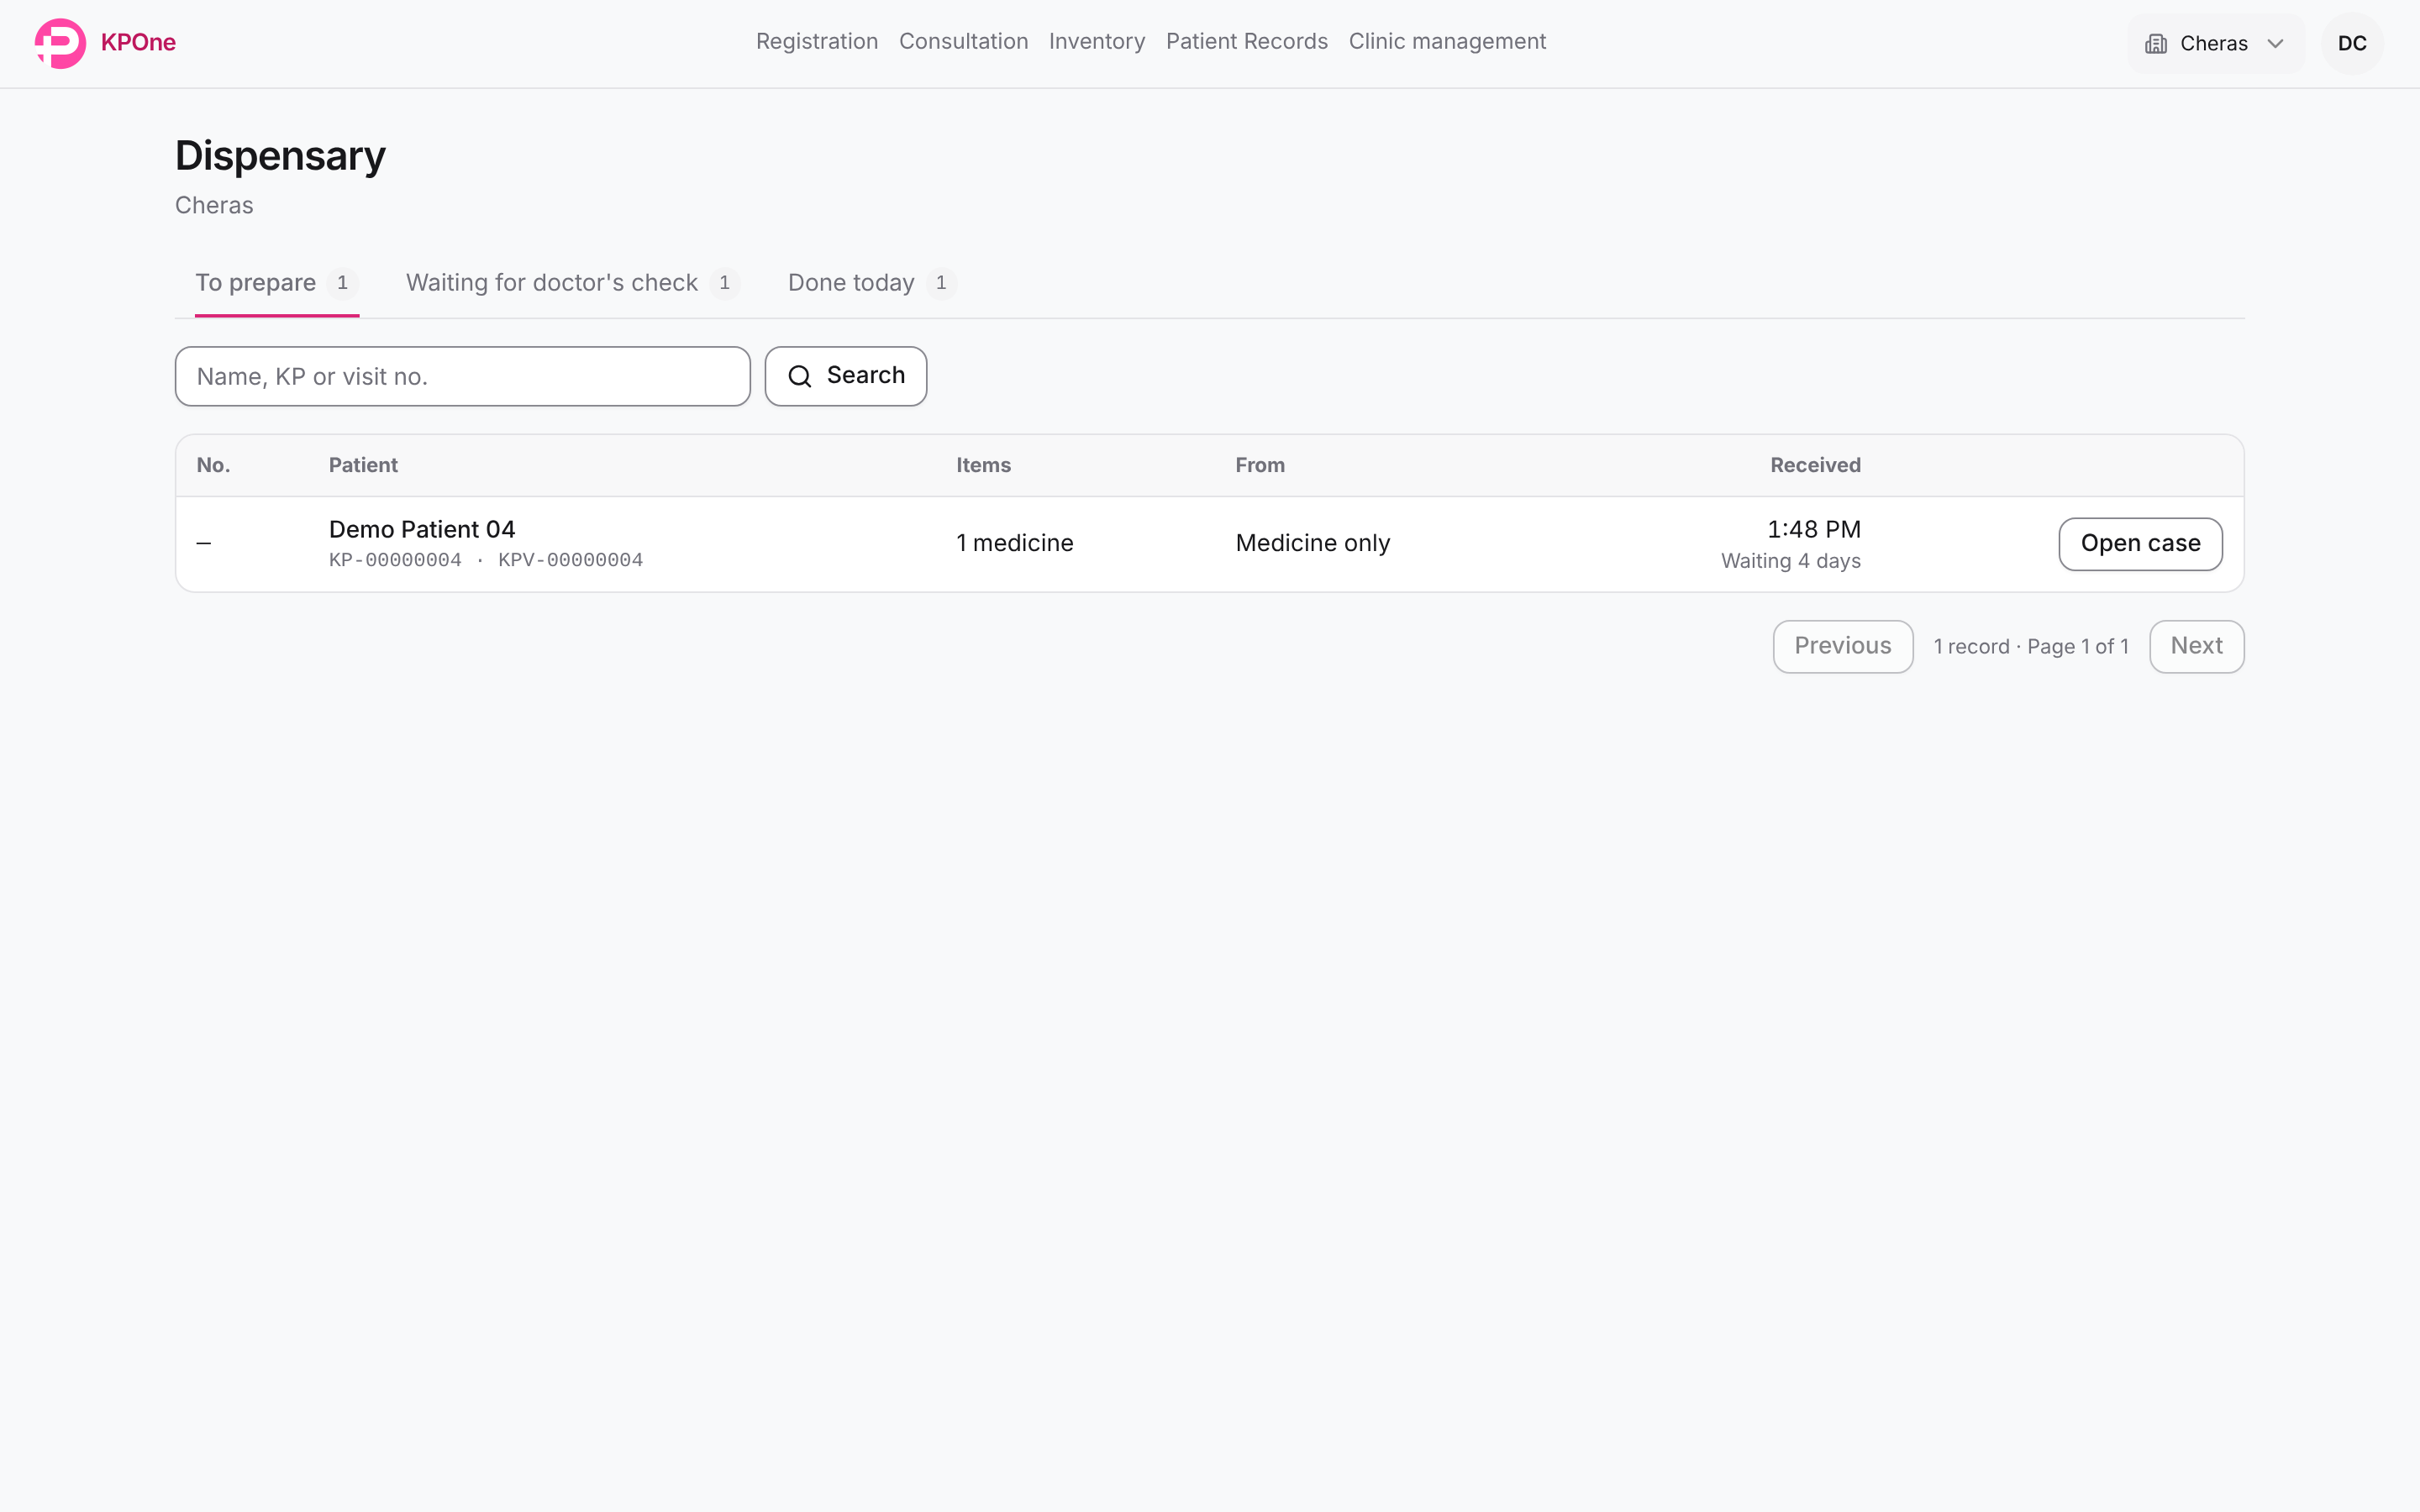 KPOne
Registration Consultation Inventory Patient Records Clinic management
Cheras
DC
Dispensary
Cheras
To prepare 1 Waiting for doctor's check 1 Done today 1
Name, KP or visit no.
Search
No. Patient Items From Received
– Demo Patient 04 1 medicine Medicine only 1:48 PM Open case
KP-00000004 · KPV-00000004 Waiting 4 days
Previous 1 record · Page 1 of 1 Next